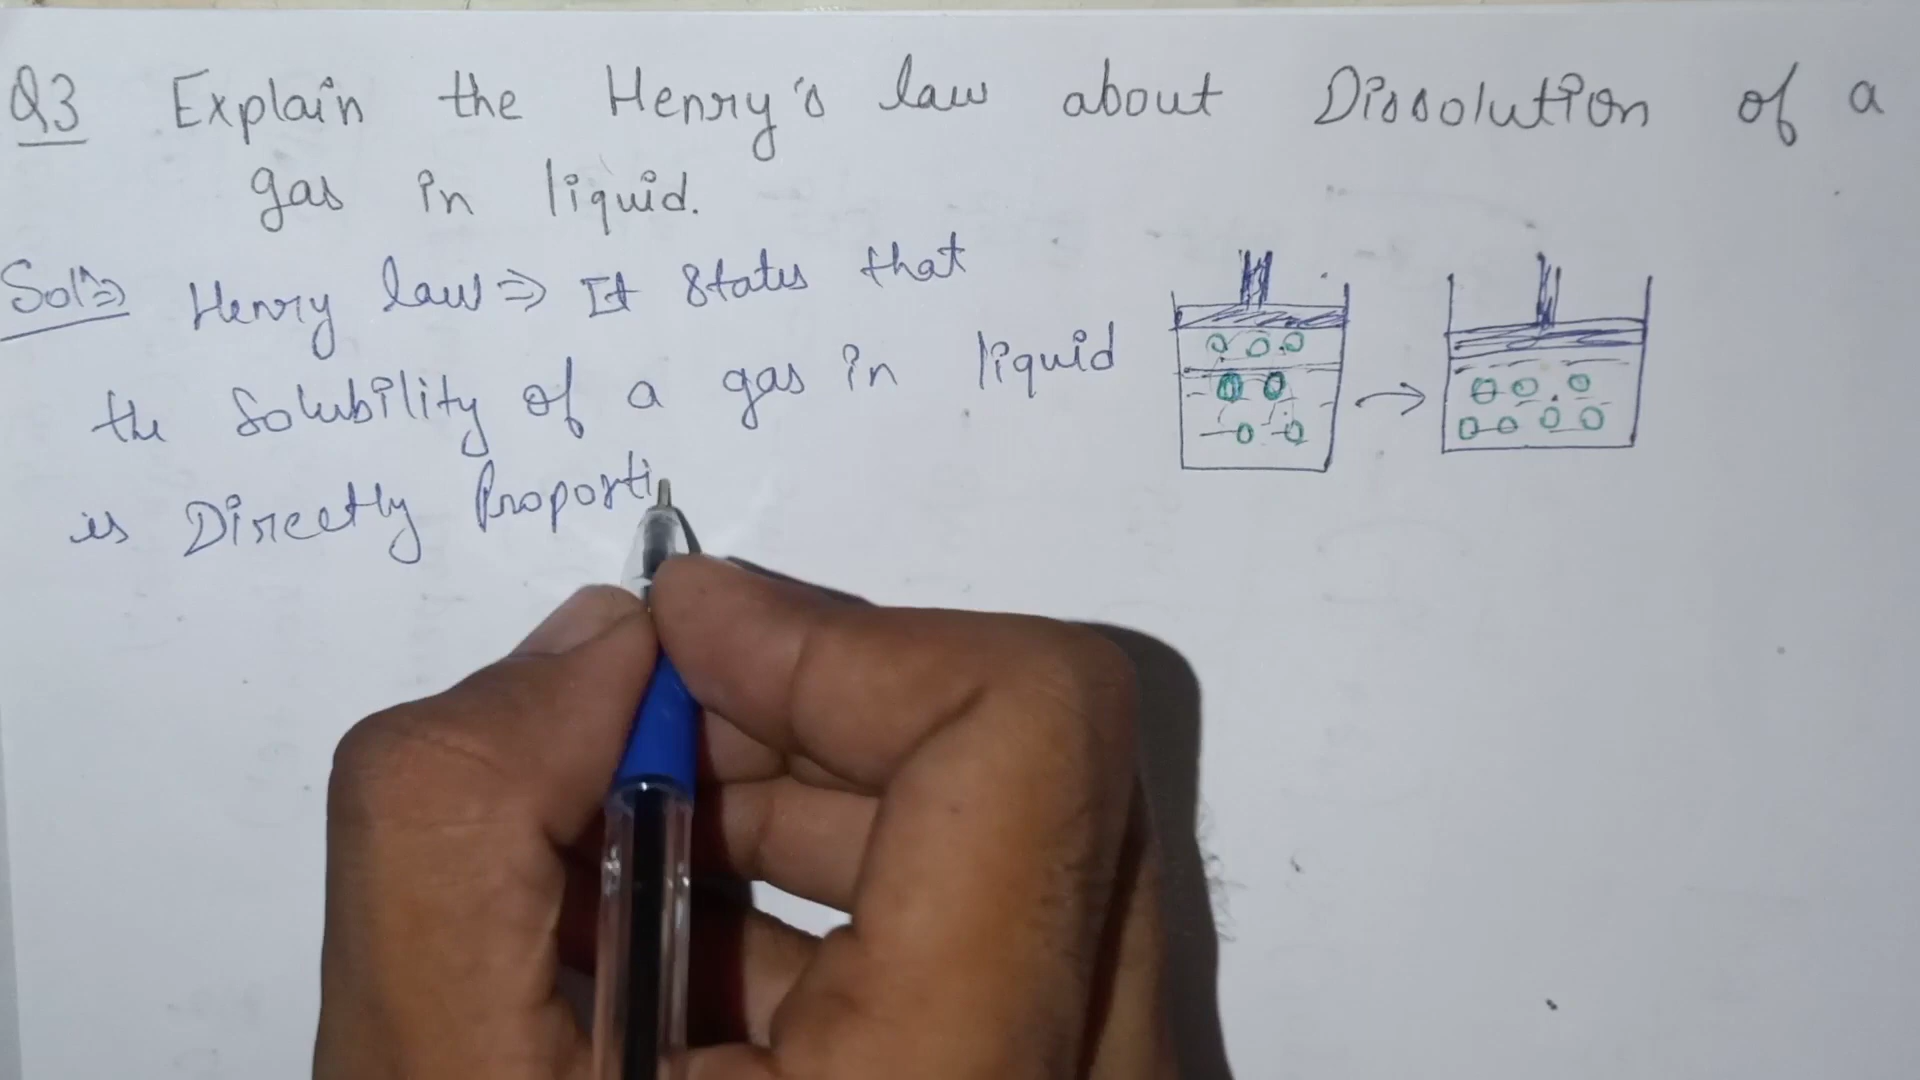 Q3 Explain the Henry's law about Dissolution of a
gas in liquid.
Sol⇒ Henry law ⇒ It states that
the Solubility of a gas in liquid
is Directly Proporti